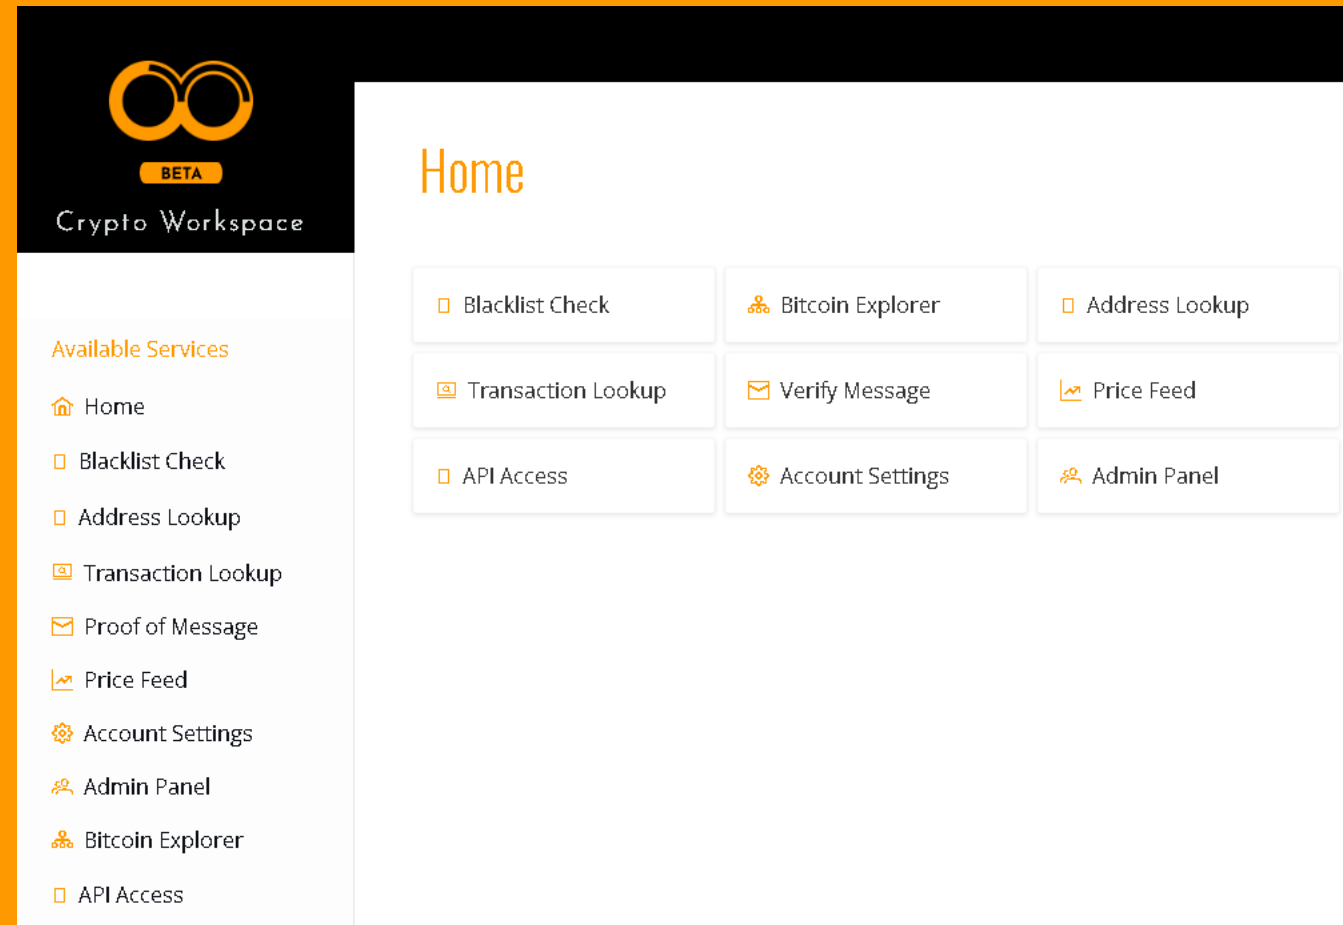 BETA
Crypto Workspace
Available Services
Home
Blacklist Check
Address Lookup
Transaction Lookup
Proof of Message
Price Feed
Account Settings
Admin Panel
Bitcoin Explorer
API Access
Home
Blacklist Check
Bitcoin Explorer
Address Lookup
Transaction Lookup
Verify Message
Price Feed
API Access
Account Settings
Admin Panel